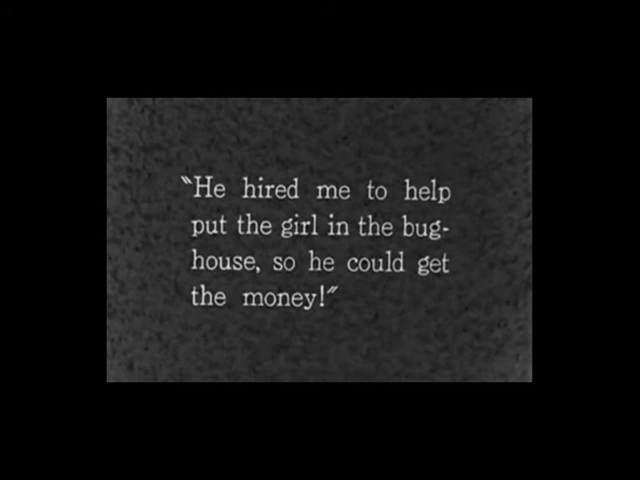 "He hired me to help
put the girl in the bug-
house, so he could get
the money!"